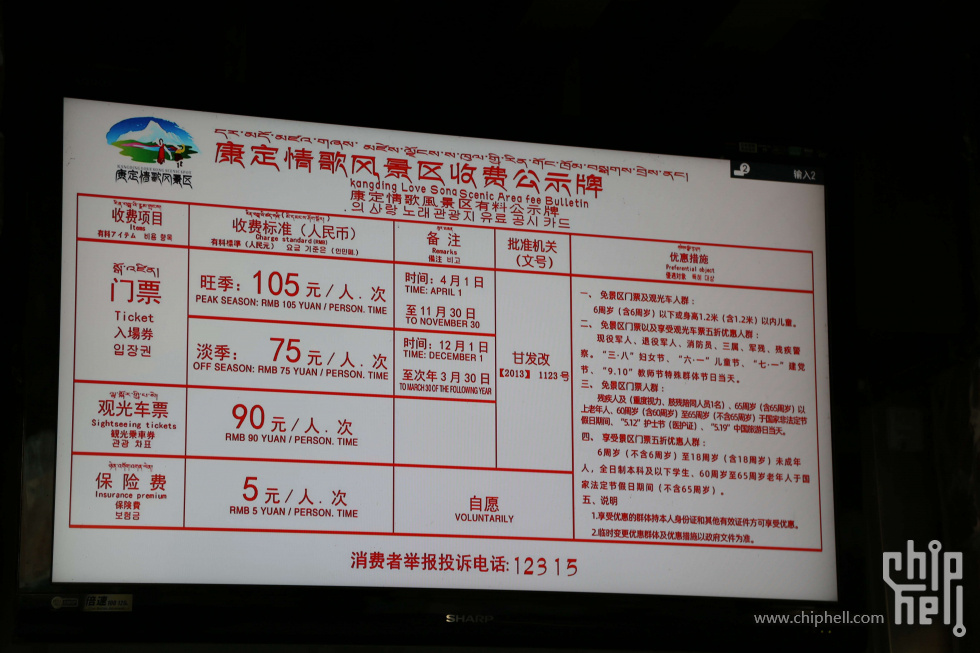 康定情歌风景区
康定情歌风景区收费公示牌
kangding Love Song Scenic Area fee Bulletin
康定情歌風景区有料公示牌
의 사랑 노래 관광지 유료 공시 카드
2
输入2
收费项目
Items
有料アイテム 비용 항목
收费标准（人民币）
Charge standard(RMB)
有料標準（人民元） 요금 기준은 (인민폐.)
备注
Remarks
備注 비고
批准机关
（文号）
优惠措施
Preferential object
门票
Ticket
入場券
입장권
旺季：105元/人.次
PEAK SEASON: RMB 105 YUAN / PERSON. TIME
时间：4月1日
TIME: APRIL 1
至11月30日
TO NOVEMBER 30
淡季：75元/人.次
OFF SEASON: RMB 75 YUAN / PERSON. TIME
时间：12月1日
TIME: DECEMBER 1
至次年3月30日
TO MARCH 30 OF THE FOLLOWING YEAR
甘发改
【2013】 1123号
观光车票
Sightseeing tickets
観光乗車券
관광 차표
90元/人.次
RMB 90 YUAN / PERSON. TIME
保险费
Insurance premium
保険費
보험금
5元/人.次
RMB 5 YUAN / PERSON. TIME
自愿
VOLUNTARILY
一、 免景区门票及观光车人群：
6周岁（含6周岁）以下或身高1.2米（含1.2米）以内儿童。
二、 免景区门票以及享受观光车票五折优惠人群：
现役军人、退役军人、消防员、三属、军残、残疾警
察。“三·八”妇女节、“六·一”儿童节、“七·一”建党
节、“9.10”教师节特殊群体节日当天。
三、 免景区门票人群：
残疾人及（重度视力、肢残陪同人员1名）、65周岁（含65周岁）以
上老年人、60周岁（含60周岁）至65周岁（不含65周岁）于国家非法定节
假日期间、“5.12”护士节（医护证）、“5.19”中国旅游日当天。
四、 享受景区门票五折优惠人群：
6周岁（不含6周岁）至18周岁（含18周岁）未成年
人，全日制本科及以下学生、60周岁至65周岁老年人于国
家法定节假日期间（不含65周岁）。
五、说明
1.享受优惠的群体持本人身份证和其他有效证件方可享受优惠。
2.临时变更优惠群体及优惠措施以政府文件为准。
消费者举报投诉电话:12315
SHARP
www.chiphell.com
chip
hell